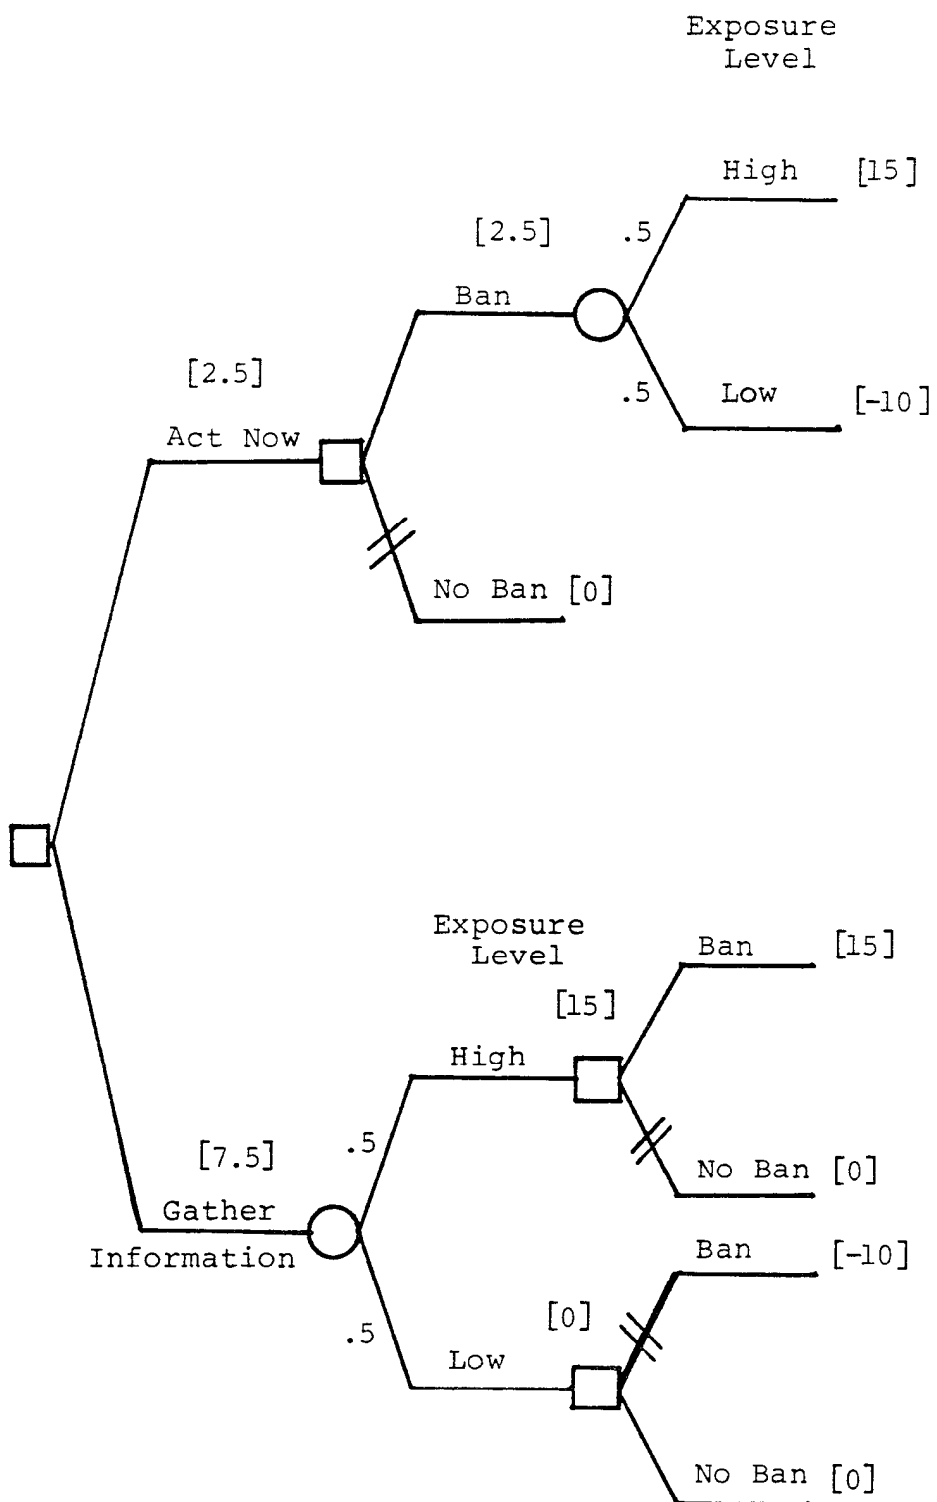 Exposure
Level
High [15]
[2.5] .5
Ban
[2.5]
.5 Low [-10]
Act Now
No Ban [0]
Exposure
Level
Ban [15]
[15]
High
.5
[7.5]
No Ban [0]
Gather
Information
Ban [-10]
[0]
.5
Low
No Ban [0]